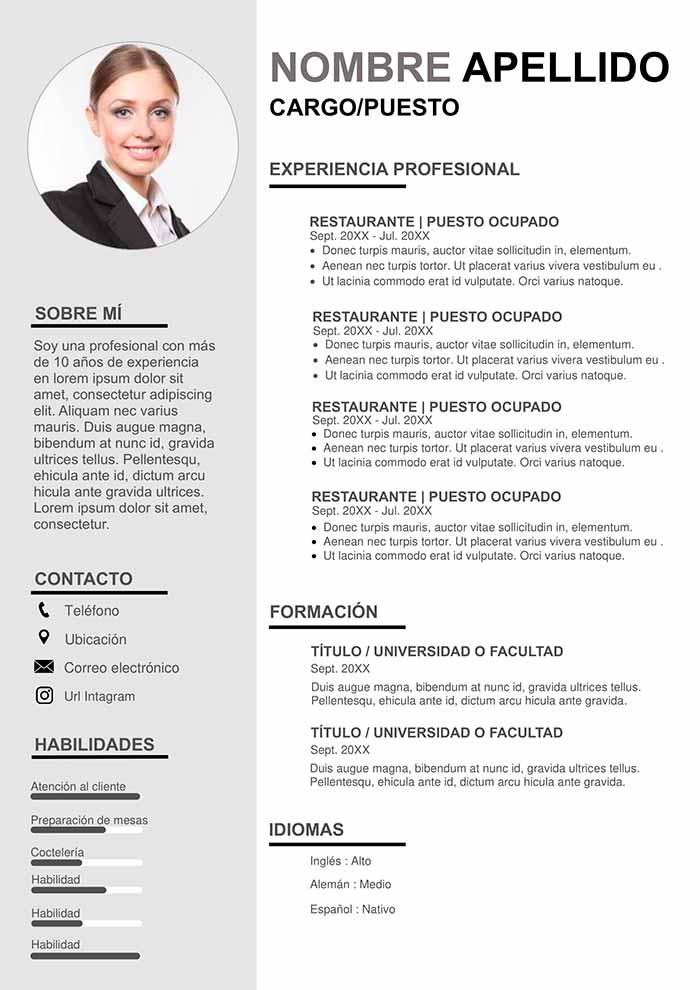 NOMBRE APELLIDO
CARGO/PUESTO
EXPERIENCIA PROFESIONAL
RESTAURANTE | PUESTO OCUPADO
Sept. 20XX - Jul. 20XX
• Donec turpis mauris, auctor vitae sollicitudin in, elementum.
• Aenean nec turpis tortor. Ut placerat varius vivera vestibulum eu .
• Ut lacinia commodo erat id vulputate. Orci varius natoque.
RESTAURANTE | PUESTO OCUPADO
Sept. 20XX - Jul. 20XX
• Donec turpis mauris, auctor vitae sollicitudin in, elementum.
• Aenean nec turpis tortor. Ut placerat varius vivera vestibulum eu .
• Ut lacinia commodo erat id vulputate. Orci varius natoque.
RESTAURANTE | PUESTO OCUPADO
Sept. 20XX - Jul. 20XX
• Donec turpis mauris, auctor vitae sollicitudin in, elementum.
• Aenean nec turpis tortor. Ut placerat varius vivera vestibulum eu .
• Ut lacinia commodo erat id vulputate. Orci varius natoque.
RESTAURANTE | PUESTO OCUPADO
Sept. 20XX - Jul. 20XX
• Donec turpis mauris, auctor vitae sollicitudin in, elementum.
• Aenean nec turpis tortor. Ut placerat varius vivera vestibulum eu .
• Ut lacinia commodo erat id vulputate. Orci varius natoque.
FORMACIÓN
TÍTULO / UNIVERSIDAD O FACULTAD
Sept. 20XX
Duis augue magna, bibendum at nunc id, gravida ultrices tellus.
Pellentesqu, ehicula ante id, dictum arcu hicula ante gravida.
TÍTULO / UNIVERSIDAD O FACULTAD
Sept. 20XX
Duis augue magna, bibendum at nunc id, gravida ultrices tellus.
Pellentesqu, ehicula ante id, dictum arcu hicula ante gravida.
IDIOMAS
Inglés : Alto
Alemán : Medio
Español : Nativo
SOBRE MÍ
Soy una profesional con más
de 10 años de experiencia
en lorem ipsum dolor sit
amet, consectetur adipiscing
elit. Aliquam nec varius
mauris. Duis augue magna,
bibendum at nunc id, gravida
ultrices tellus. Pellentesqu,
ehicula ante id, dictum arcu
hicula ante gravida ultrices.
Lorem ipsum dolor sit amet,
consectetur.
CONTACTO
Teléfono
Ubicación
Correo electrónico
Url Intagram
HABILIDADES
Atención al cliente
Preparación de mesas
Coctelería
Habilidad
Habilidad
Habilidad